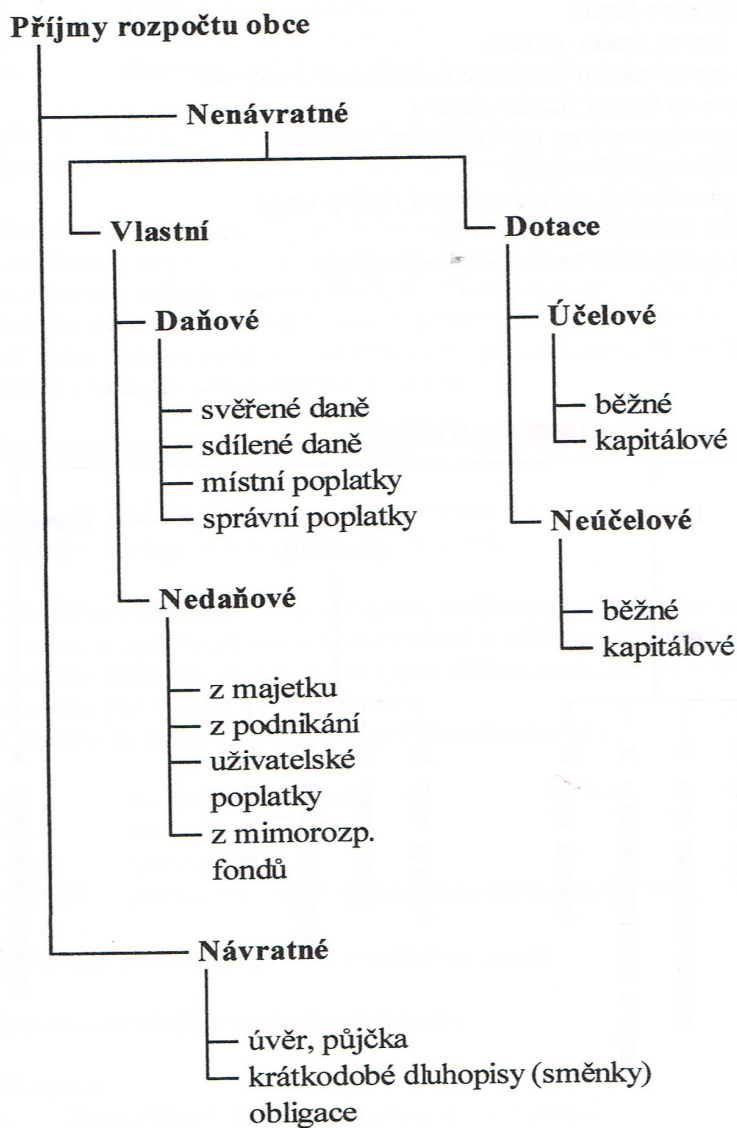 Příjmy rozpočtu obce
Nenávratné
Vlastní
Daňové
svěřené daně
sdílené daně
místní poplatky
správní poplatky
Nedaňové
z majetku
z podnikání
uživatelské
poplatky
z mimorozp.
fondů
Dotace
Účelové
běžné
kapitálové
Neúčelové
běžné
kapitálové
Návratné
úvěr, půjčka
krátkodobé dluhopisy (směnky)
obligace